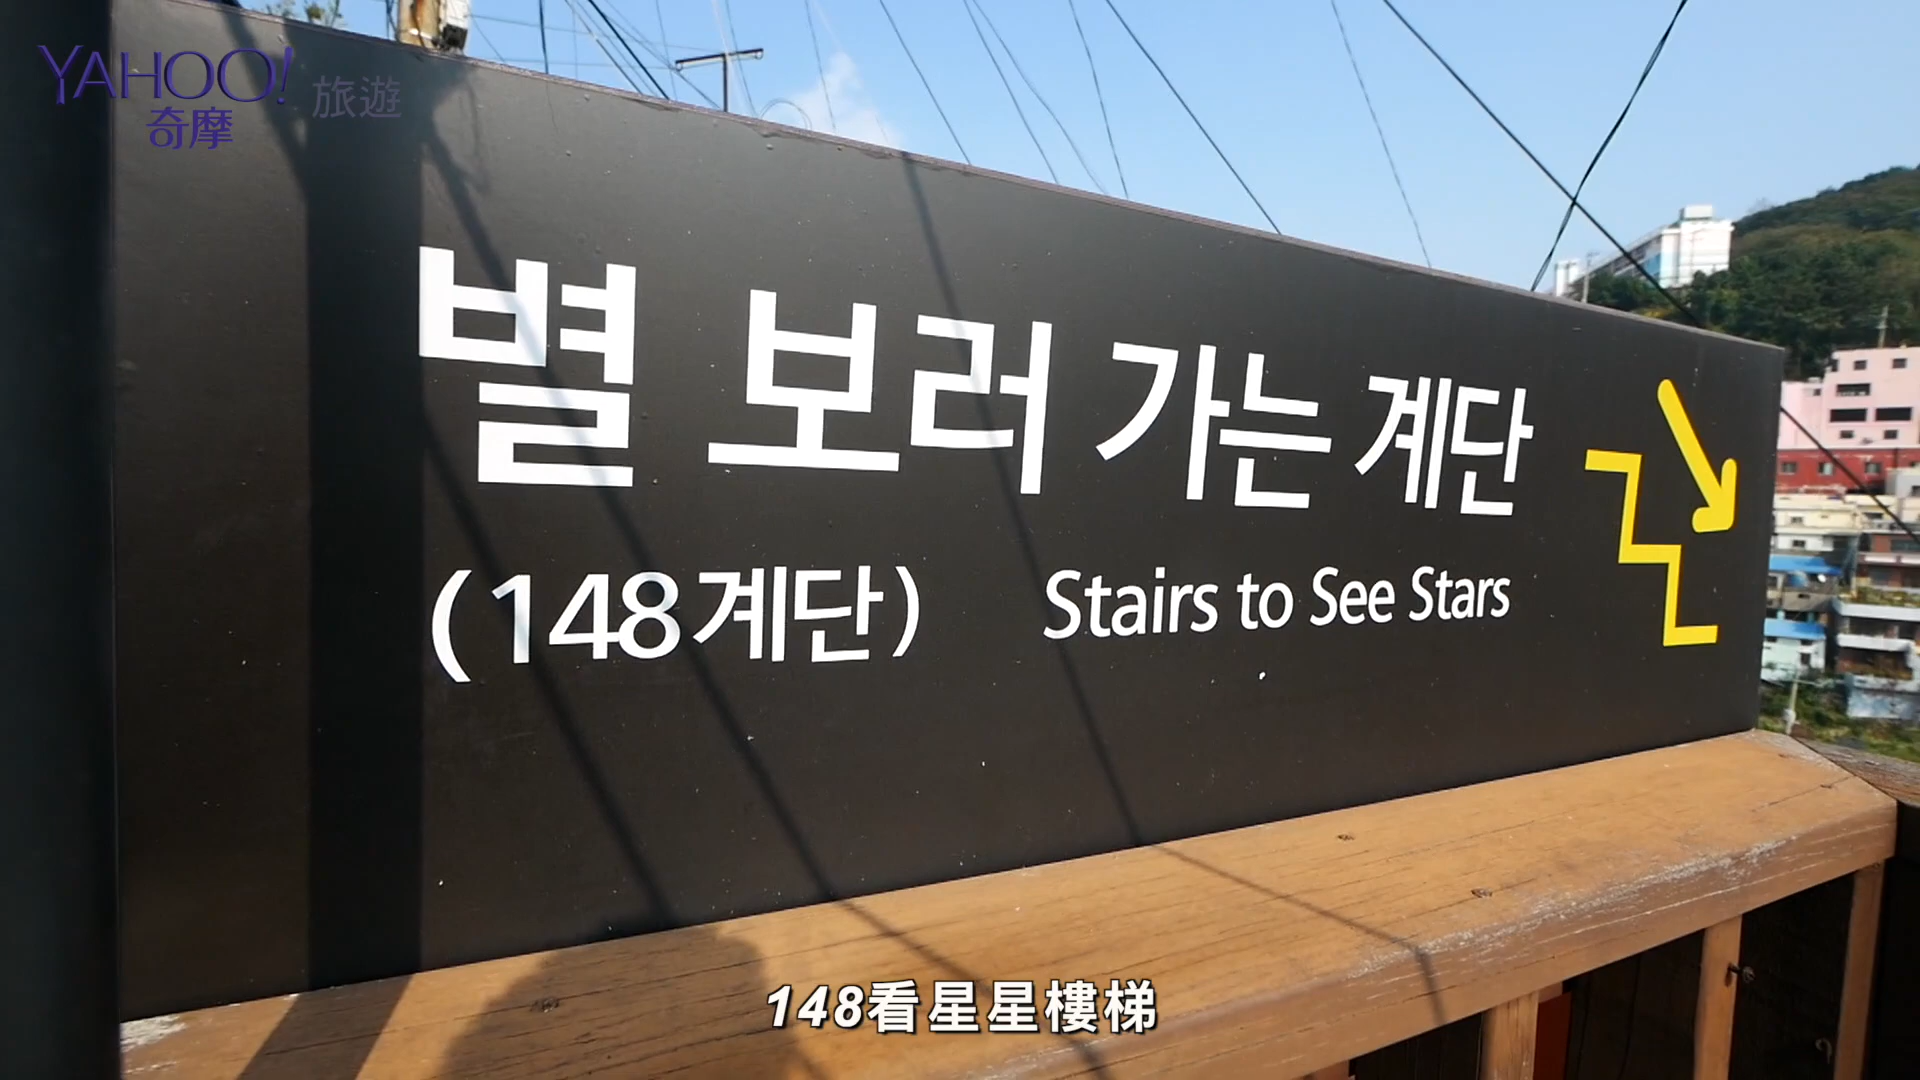 YAHOO!
奇摩 旅遊
별 보러 가는 계단
(148계단) Stairs to See Stars
148看星星樓梯